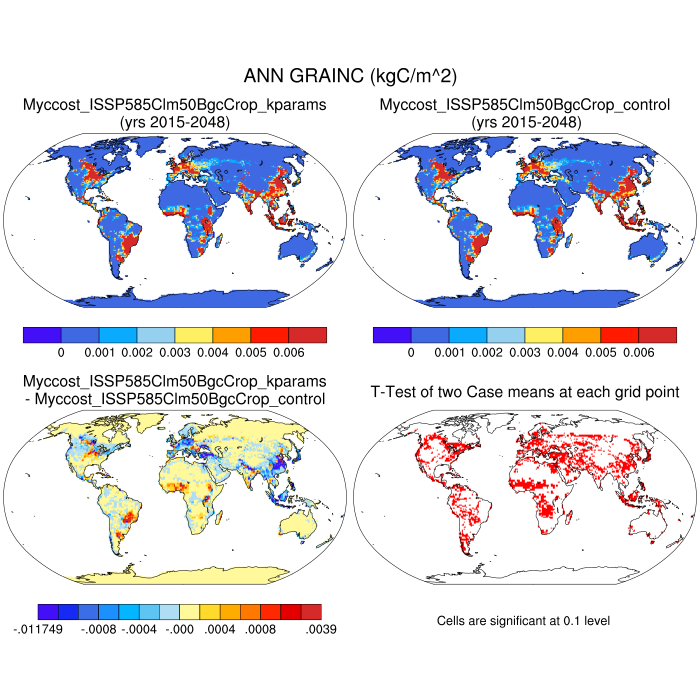 ANN GRAINC (kgC/m^2)
Myccost_ISSP585Clm50BgcCrop_kparams
(yrs 2015-2048)
Myccost_ISSP585Clm50BgcCrop_control
(yrs 2015-2048)
0 0.001 0.002 0.003 0.004 0.005 0.006
0 0.001 0.002 0.003 0.004 0.005 0.006
Myccost_ISSP585Clm50BgcCrop_kparams
- Myccost_ISSP585Clm50BgcCrop_control
T-Test of two Case means at each grid point
-.011749 -.0008 -.0004 -.000 .0004 .0008 .0039
Cells are significant at 0.1 level